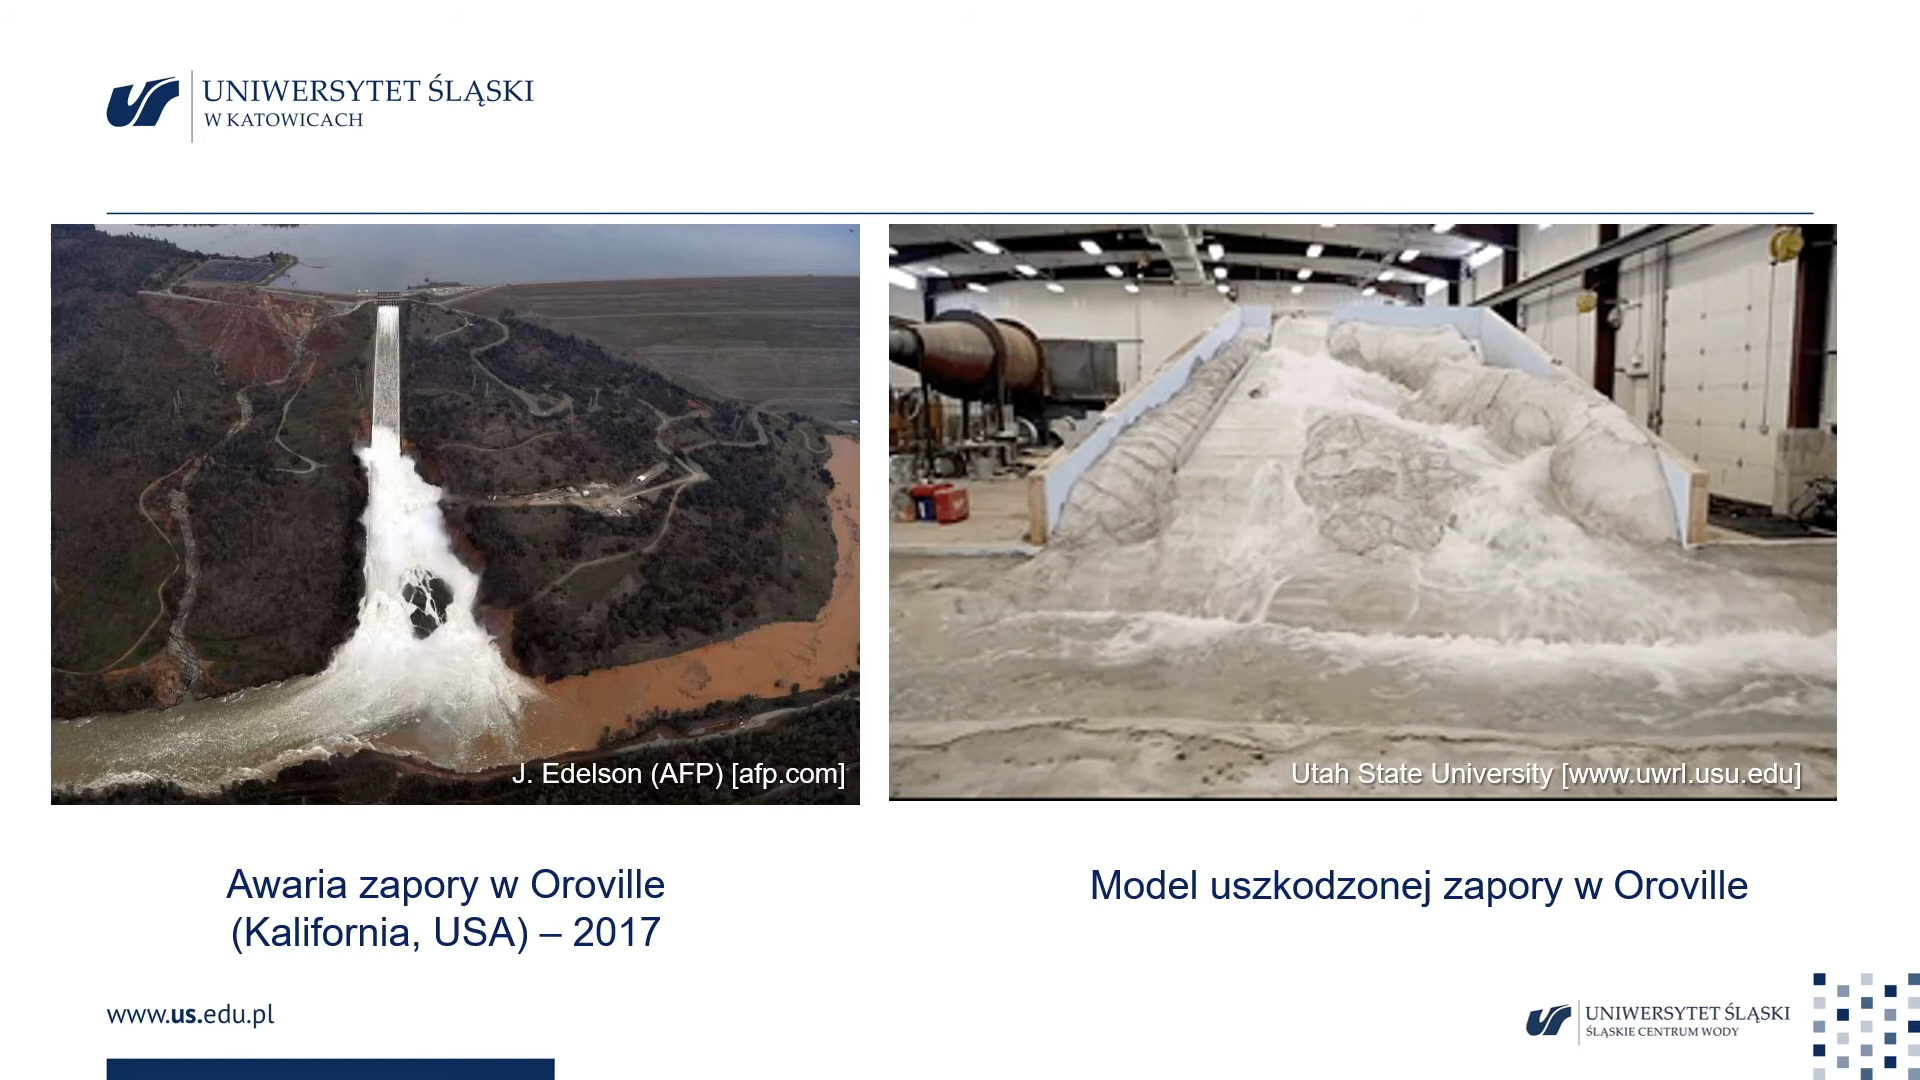 UNIWERSYTET ŚLĄSKI
W KATOWICACH
J. Edelson (AFP) [afp.com]
Utah State University [www.uwrl.usu.edu]
Awaria zapory w Oroville
(Kalifornia, USA) – 2017
Model uszkodzonej zapory w Oroville
www.us.edu.pl
UNIWERSYTET ŚLĄSKI
ŚLĄSKIE CENTRUM WODY